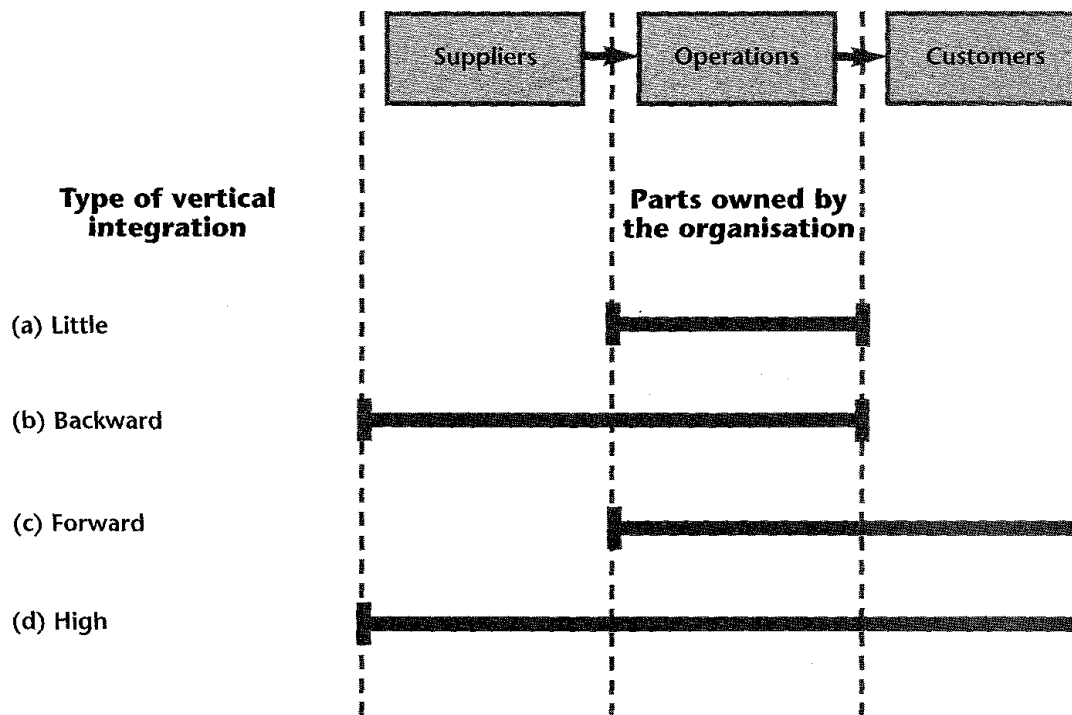 Suppliers
Operations
Customers
Type of vertical
integration
Parts owned by
the organisation
(a) Little
(b) Backward
(c) Forward
(d) High